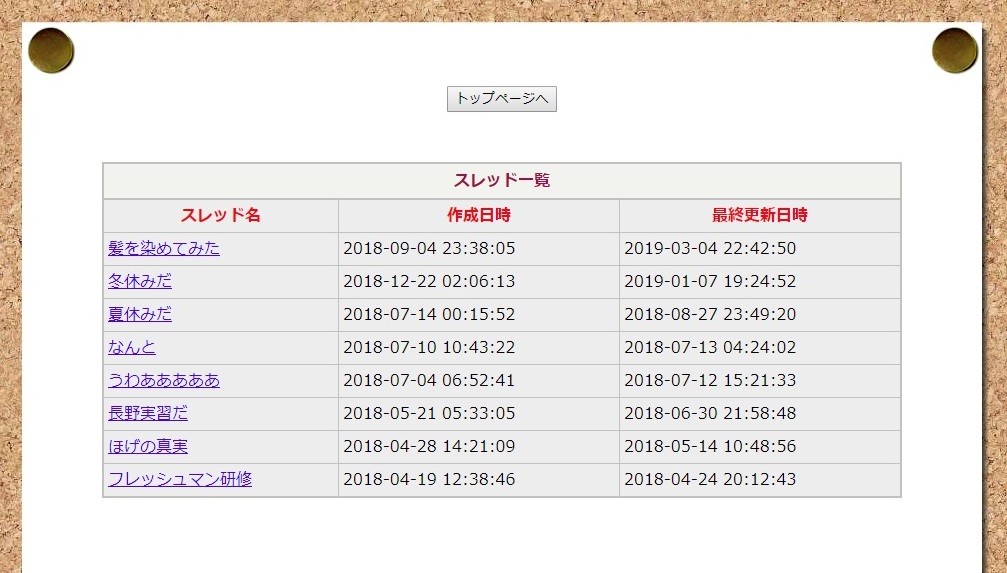 トップページへ
スレッド一覧
スレッド名 作成日時 最終更新日時
髪を染めてみた 2018-09-04 23:38:05 2019-03-04 22:42:50
冬休みだ 2018-12-22 02:06:13 2019-01-07 19:24:52
夏休みだ 2018-07-14 00:15:52 2018-08-27 23:49:20
なんと 2018-07-10 10:43:22 2018-07-13 04:24:02
うわあああああ 2018-07-04 06:52:41 2018-07-12 15:21:33
長野実習だ 2018-05-21 05:33:05 2018-06-30 21:58:48
ほげの真実 2018-04-28 14:21:09 2018-05-14 10:48:56
フレッシュマン研修 2018-04-19 12:38:46 2018-04-24 20:12:43